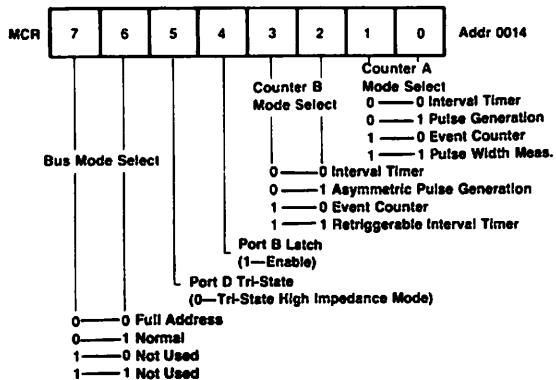 MCR 7 6 5 4 3 2 1 0 Addr 0014
Counter A
Mode Select
0 0 Interval Timer
0 1 Pulse Generation
1 0 Event Counter
1 1 Pulse Width Meas.
Counter B
Mode Select
0 0 Interval Timer
0 1 Asymmetric Pulse Generation
1 0 Event Counter
1 1 Retriggerable Interval Timer
Bus Mode Select
Port B Latch
(1—Enable)
Port D Tri-State
(0—Tri-State High Impedance Mode)
0 0 Full Address
0 1 Normal
1 0 Not Used
1 1 Not Used